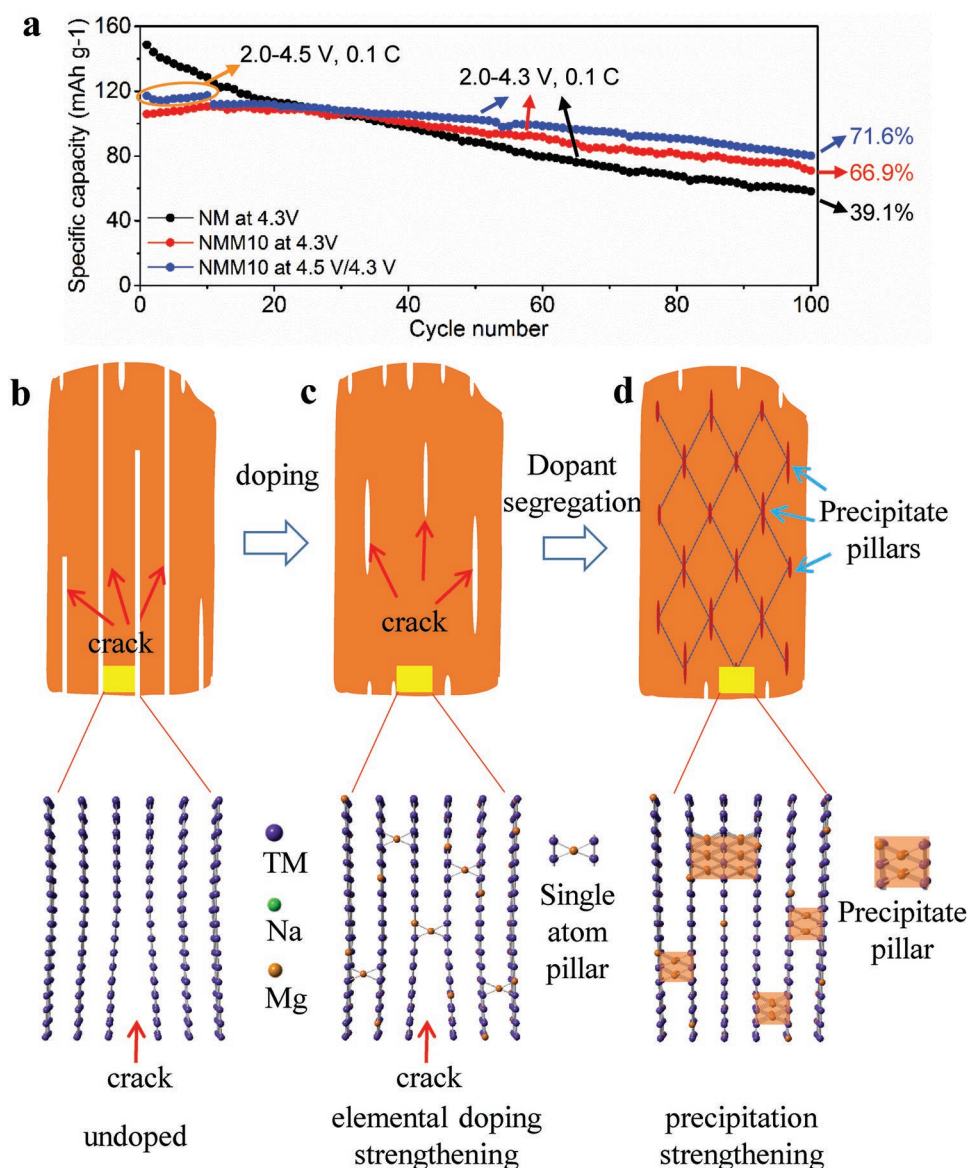 a
Specific capacity (mAh g-1)
160
120
80
40
0
2.0-4.5 V, 0.1 C
2.0-4.3 V, 0.1 C
71.6%
66.9%
39.1%
NM at 4.3V
NMM10 at 4.3V
NMM10 at 4.5 V/4.3 V
0 20 40 60 80 100
Cycle number
b
crack
doping
c
crack
Dopant
segregation
d
Precipitate
pillars
TM
Na
Mg
crack
undoped
Single
atom
pillar
crack
elemental doping
strengthening
Precipitate
pillar
precipitation
strengthening